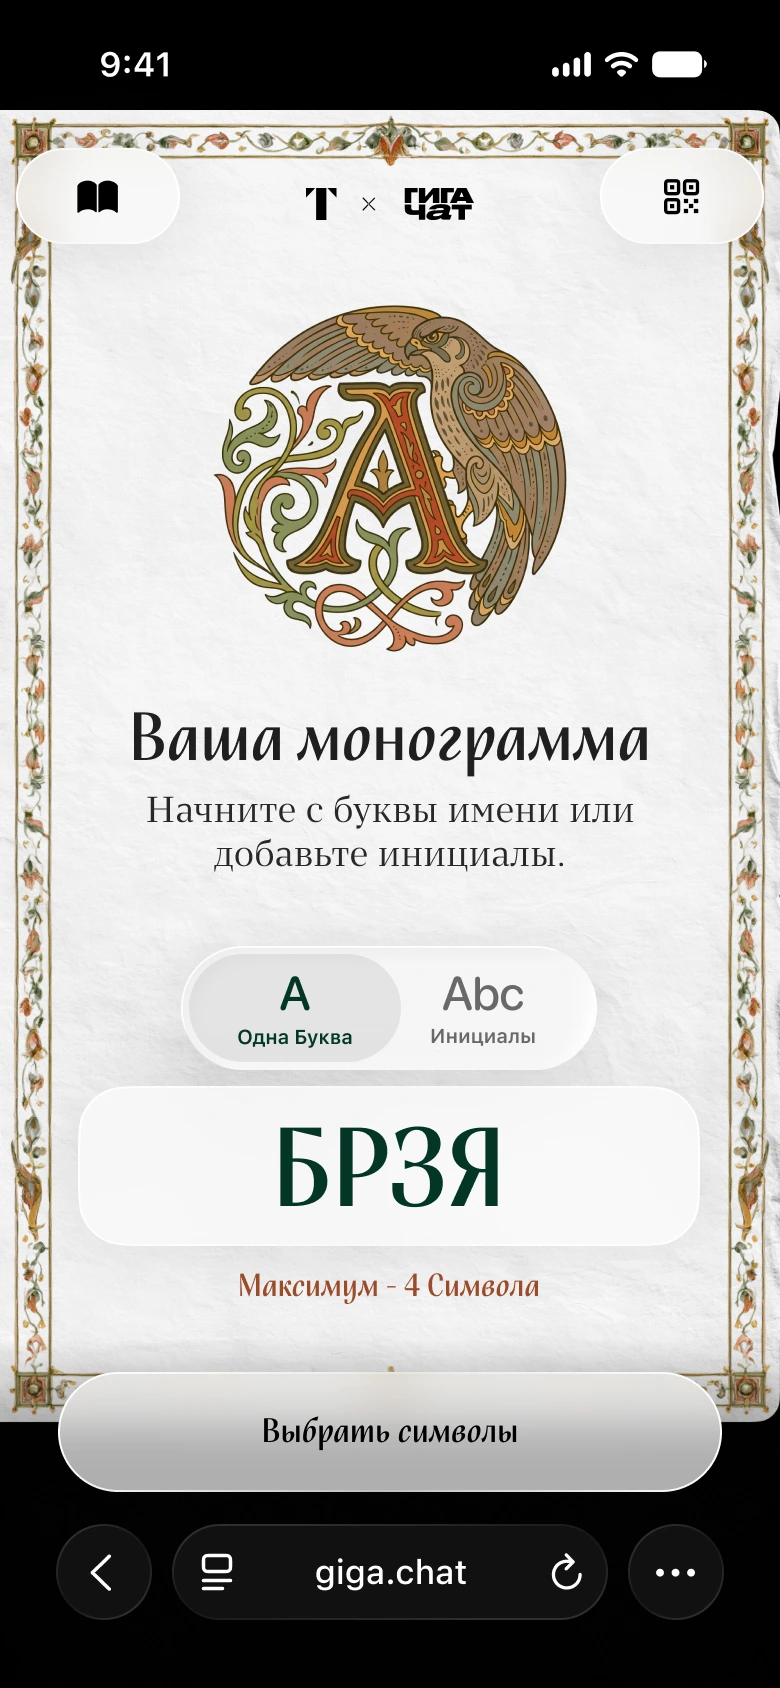 9:41
Т × ГИГА ЧАТ
А
Ваша монограмма
Начните с буквы имени или
добавьте инициалы.
А Abc
Одна Буква Инициалы
БРЗЯ
Максимум - 4 Символа
Выбрать символы
giga.chat